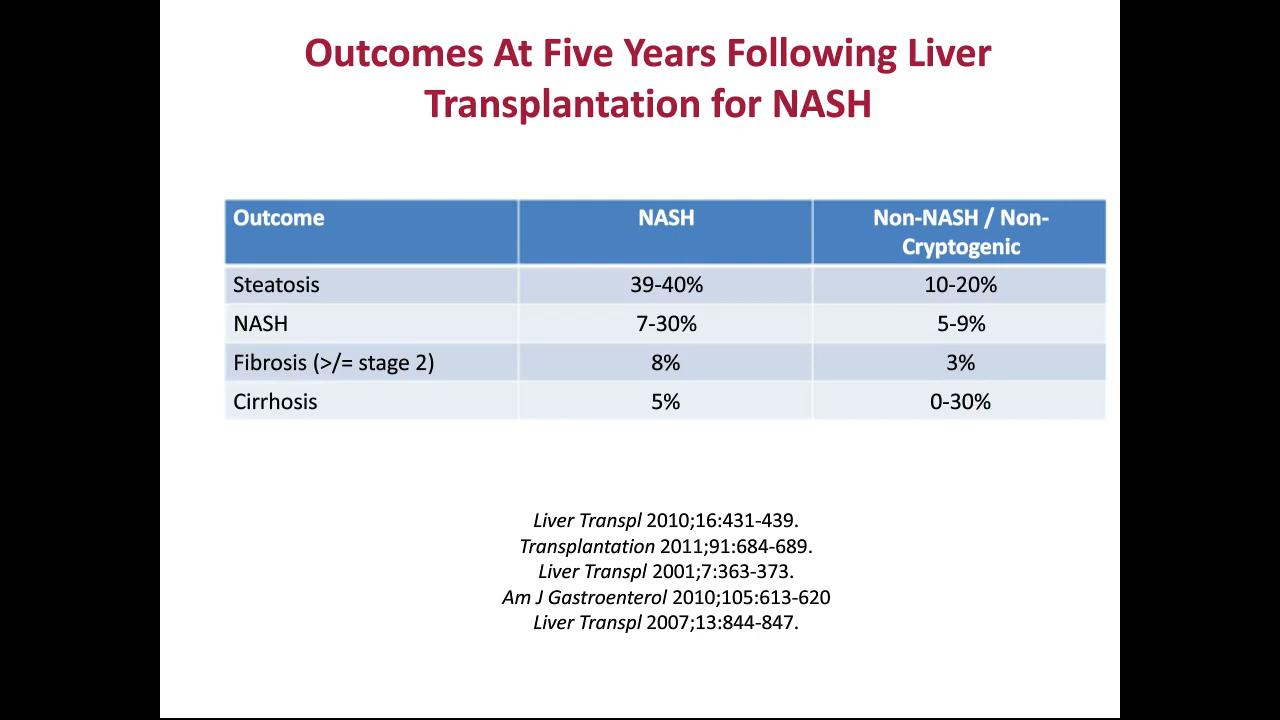 Outcomes At Five Years Following Liver
Transplantation for NASH
Outcome NASH Non-NASH / Non-
Cryptogenic
Steatosis 39-40% 10-20%
NASH 7-30% 5-9%
Fibrosis (>/= stage 2) 8% 3%
Cirrhosis 5% 0-30%
Liver Transpl 2010;16:431-439.
Transplantation 2011;91:684-689.
Liver Transpl 2001;7:363-373.
Am J Gastroenterol 2010;105:613-620
Liver Transpl 2007;13:844-847.